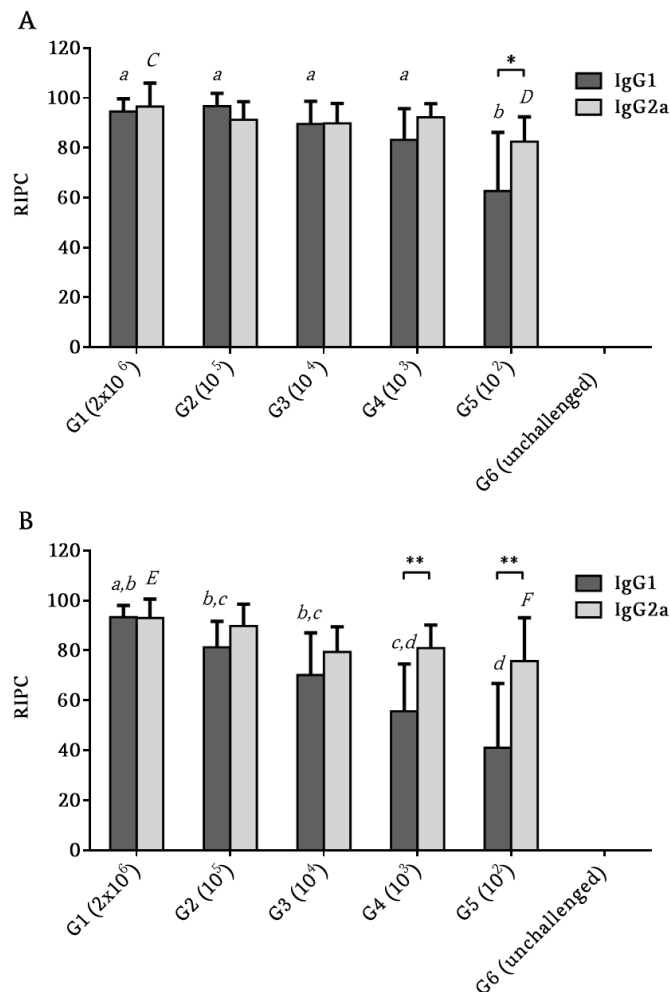 A
120
100
80
60
40
20
0
RIPC
a C a a a b D
*
IgG1
IgG2a
G1 (2x10⁶)
G2 (10⁵)
G3 (10⁴)
G4 (10³)
G5 (10²)
G6 (unchallenged)
B
120
100
80
60
40
20
0
RIPC
a,b E b,c b,c c,d d F
** **
IgG1
IgG2a
G1 (2x10⁶)
G2 (10⁵)
G3 (10⁴)
G4 (10³)
G5 (10²)
G6 (unchallenged)